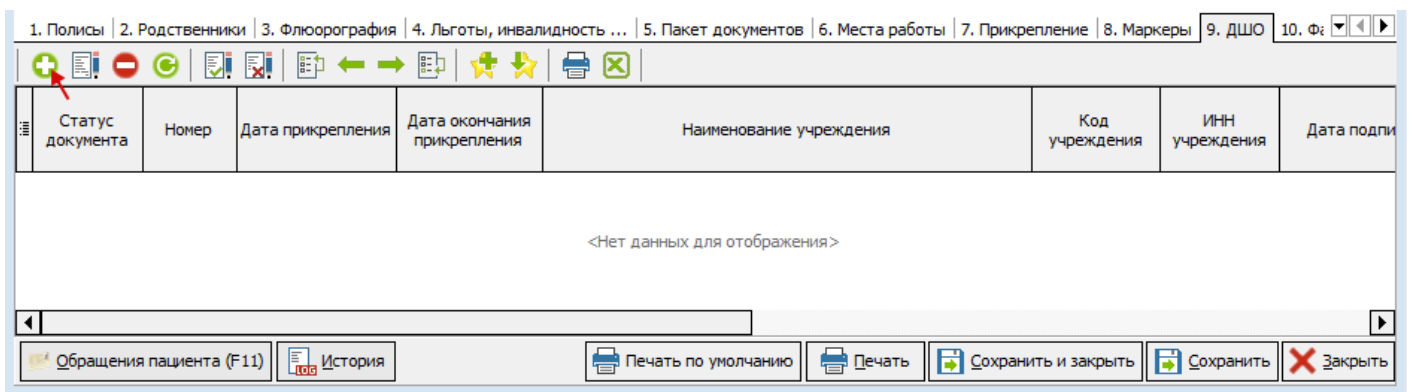 1. Полисы 2. Родственники 3. Флюорография 4. Льготы, инвалидность ... 5. Пакет документов 6. Места работы 7. Прикрепление 8. Маркеры 9. ДШО 10. Фа
Статус документа Номер Дата прикрепления Дата окончания прикрепления Наименование учреждения Код учреждения ИНН учреждения Дата подпи
<Нет данных для отображения>
Обращения пациента (F11) LOG История Печать по умолчанию Печать Сохранить и закрыть Сохранить Закрыть